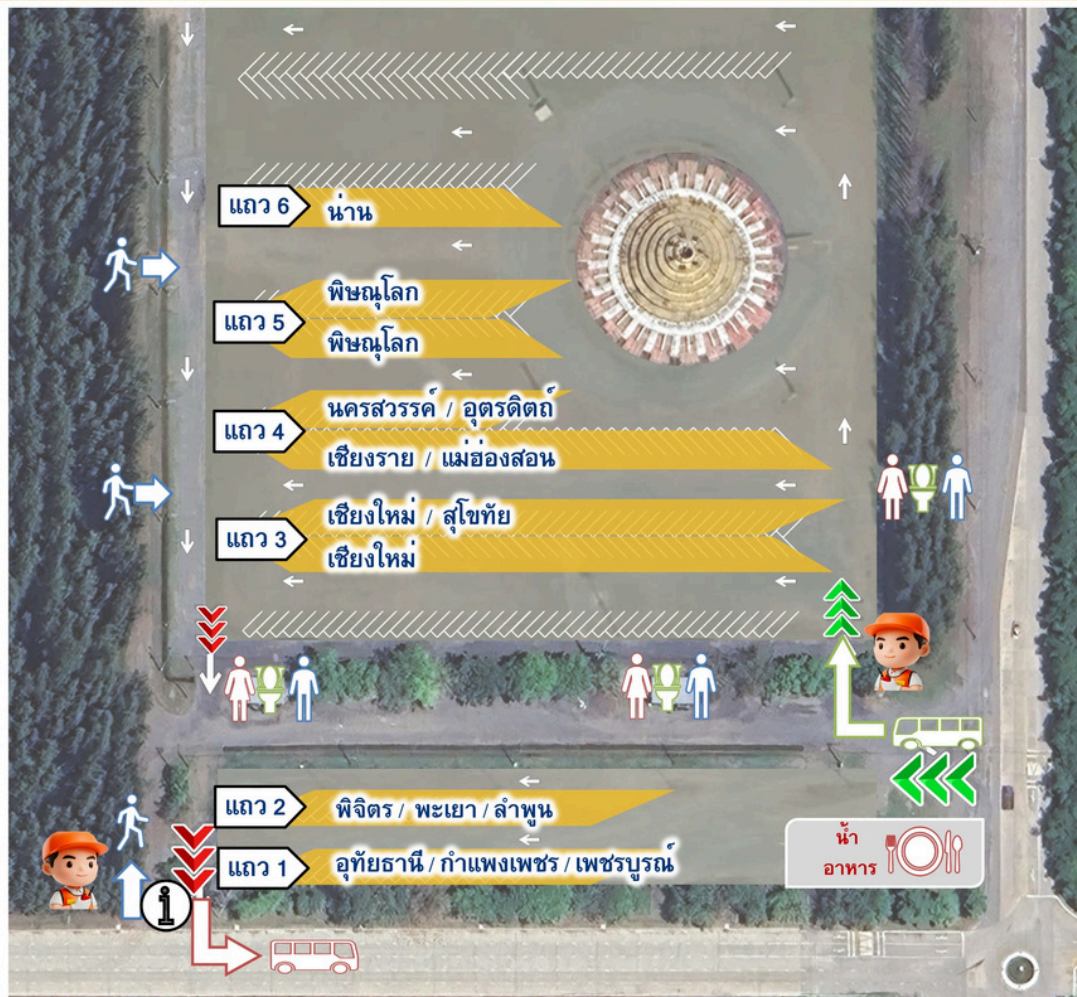 แถว 6
น่าน
แถว 5
พิษณุโลก
พิษณุโลก
แถว 4
นครสวรรค์ / อุตรดิตถ์
เชียงราย / แม่ฮ่องสอน
แถว 3
เชียงใหม่ / สุโขทัย
เชียงใหม่
แถว 2
พิจิตร / พะเยา / ลำพูน
แถว 1
อุทัยธานี / กำแพงเพชร / เพชรบูรณ์
น้ำ
อาหาร
i